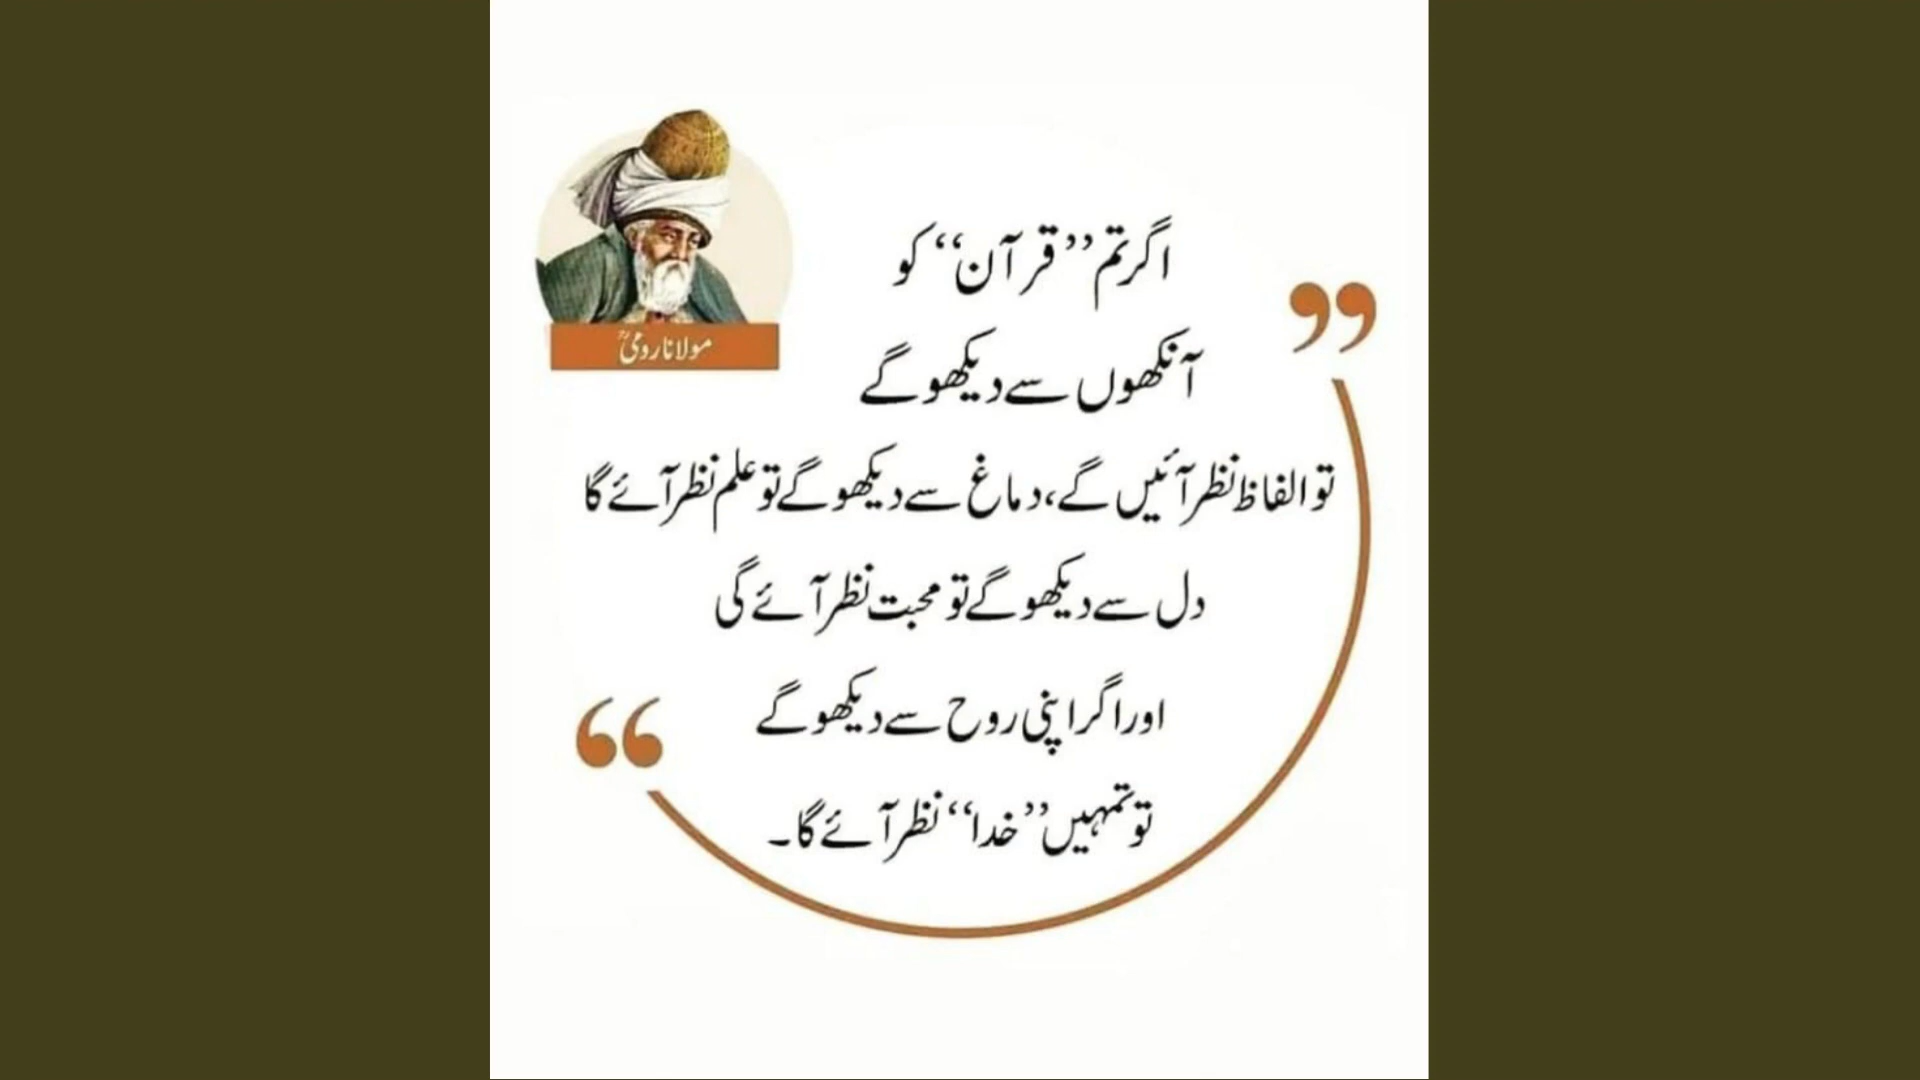 اگر تم ”قرآن“ کو
آنکھوں سے دیکھو گے
تو الفاظ نظر آئیں گے، دماغ سے دیکھو گے تو علم نظر آئے گا
دل سے دیکھو گے تو محبت نظر آئے گی
اور اگر اپنی روح سے دیکھو گے
تو تمہیں ”خدا“ نظر آئے گا۔
مولانا رومیؒ